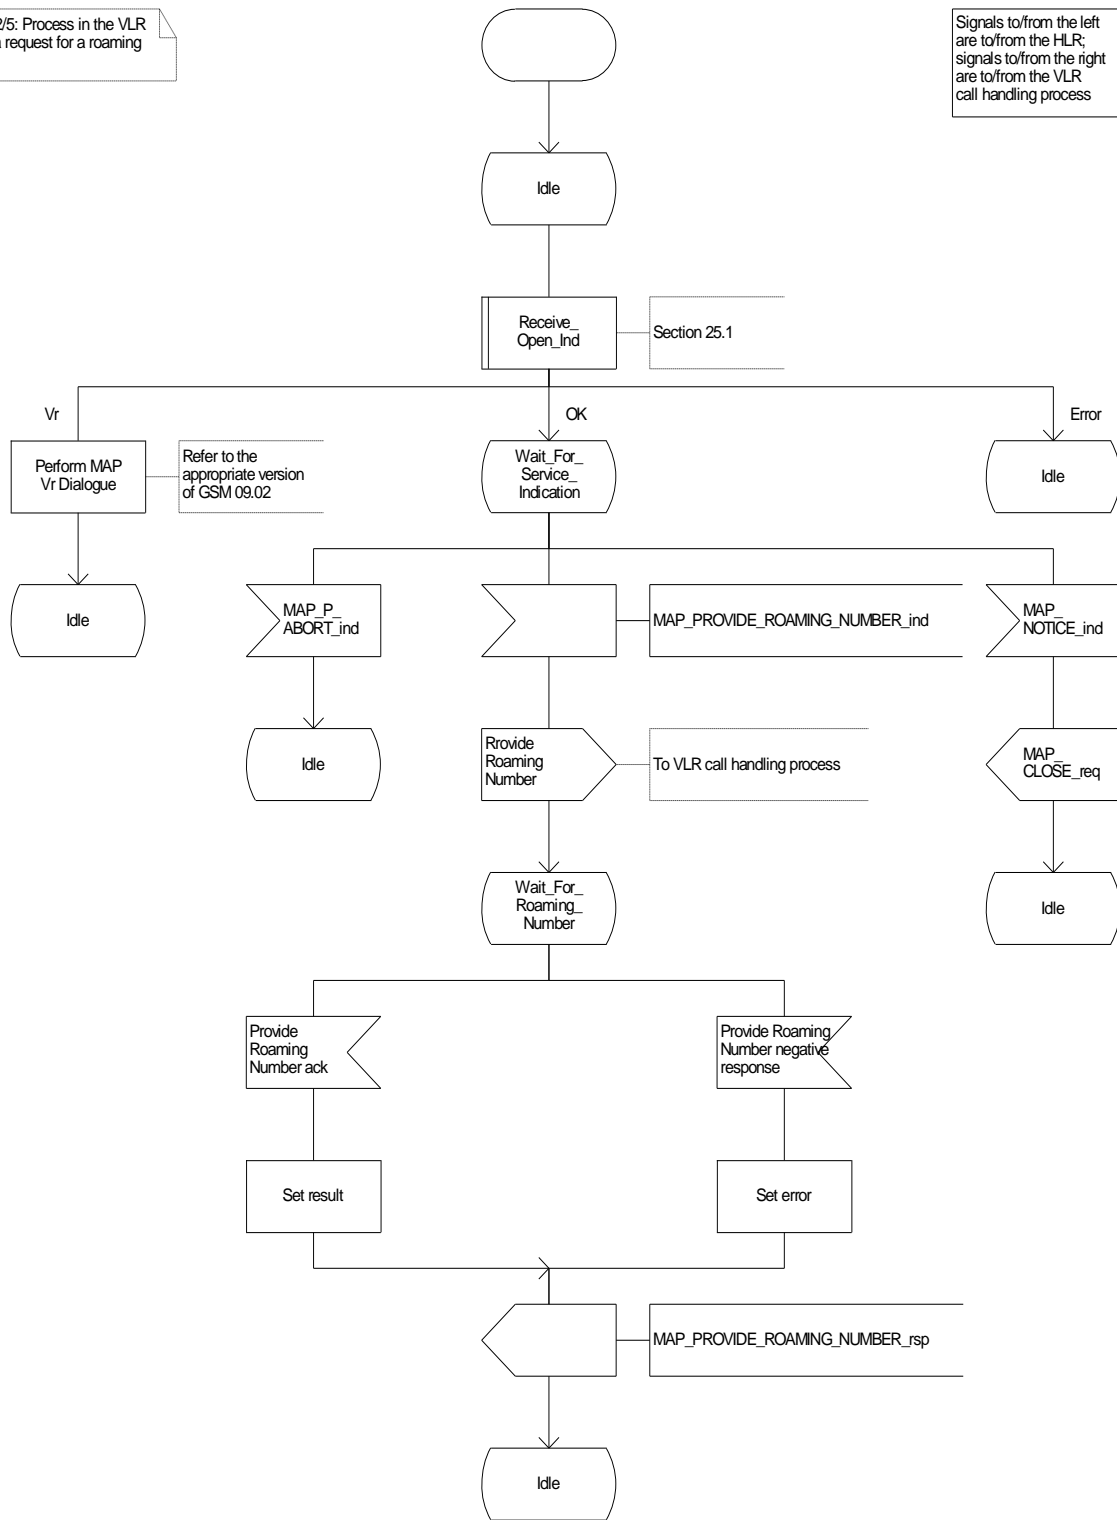 2/5: Process in the VLR
a request for a roaming
Signals to/from the left
are to/from the HLR;
signals to/from the right
are to/from the VLR
call handling process
Idle
Receive_
Open_Ind
Section 25.1
Vr
OK
Error
Perform MAP
Vr Dialogue
Refer to the
appropriate version
of GSM 09.02
Wait_For_
Service_
Indication
Idle
Idle
MAP_P_
ABORT_ind
MAP_PROVIDE_ROAMING_NUMBER_ind
MAP_
NOTICE_ind
Idle
Rrovide
Roaming
Number
To VLR call handling process
MAP_
CLOSE_req
Wait_For_
Roaming_
Number
Idle
Provide
Roaming
Number ack
Provide Roaming
Number negative
response
Set result
Set error
MAP_PROVIDE_ROAMING_NUMBER_rsp
Idle